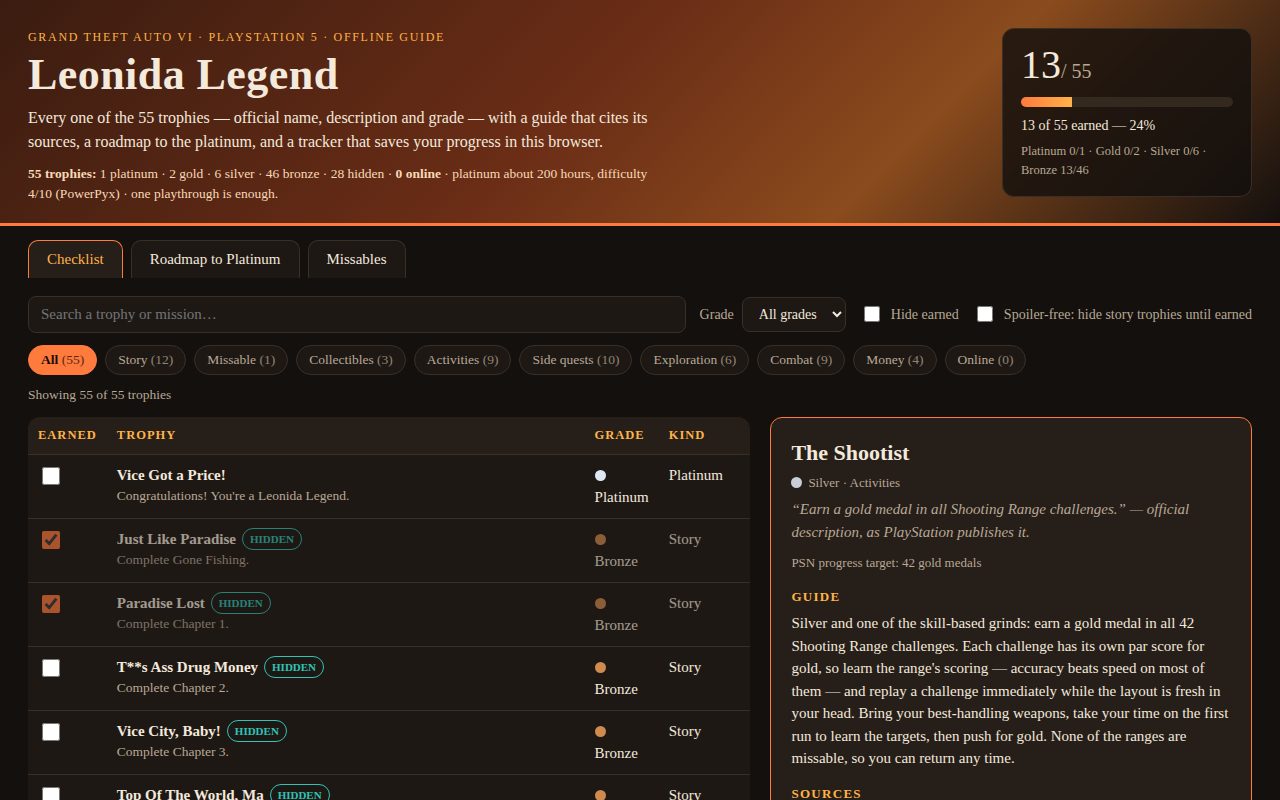 GRAND THEFT AUTO VI · PLAYSTATION 5 · OFFLINE GUIDE
Leonida Legend
Every one of the 55 trophies — official name, description and grade — with a guide that cites its
sources, a roadmap to the platinum, and a tracker that saves your progress in this browser.
55 trophies: 1 platinum · 2 gold · 6 silver · 46 bronze · 28 hidden · 0 online · platinum about 200 hours, difficulty
4/10 (PowerPyx) · one playthrough is enough.
13/ 55
13 of 55 earned — 24%
Platinum 0/1 · Gold 0/2 · Silver 0/6 ·
Bronze 13/46
Checklist
Roadmap to Platinum
Missables
Search a trophy or mission…
Grade
All grades
Hide earned
Spoiler-free: hide story trophies until earned
All (55)
Story (12)
Missable (1)
Collectibles (3)
Activities (9)
Side quests (10)
Exploration (6)
Combat (9)
Money (4)
Online (0)
Showing 55 of 55 trophies
EARNED TROPHY GRADE KIND
Vice Got a Price!
Congratulations! You're a Leonida Legend.
Platinum
Platinum
Just Like Paradise HIDDEN
Complete Gone Fishing.
Bronze
Story
Paradise Lost HIDDEN
Complete Chapter 1.
Bronze
Story
T**s Ass Drug Money HIDDEN
Complete Chapter 2.
Bronze
Story
Vice City, Baby! HIDDEN
Complete Chapter 3.
Bronze
Story
Top Of The World, Ma HIDDEN
Story
The Shootist
Silver · Activities
“Earn a gold medal in all Shooting Range challenges.” — official
description, as PlayStation publishes it.
PSN progress target: 42 gold medals
GUIDE
Silver and one of the skill-based grinds: earn a gold medal in all 42
Shooting Range challenges. Each challenge has its own par score for
gold, so learn the range's scoring — accuracy beats speed on most of
them — and replay a challenge immediately while the layout is fresh in
your head. Bring your best-handling weapons, take your time on the first
run to learn the targets, then push for gold. None of the ranges are
missable, so you can return any time.
SOURCES